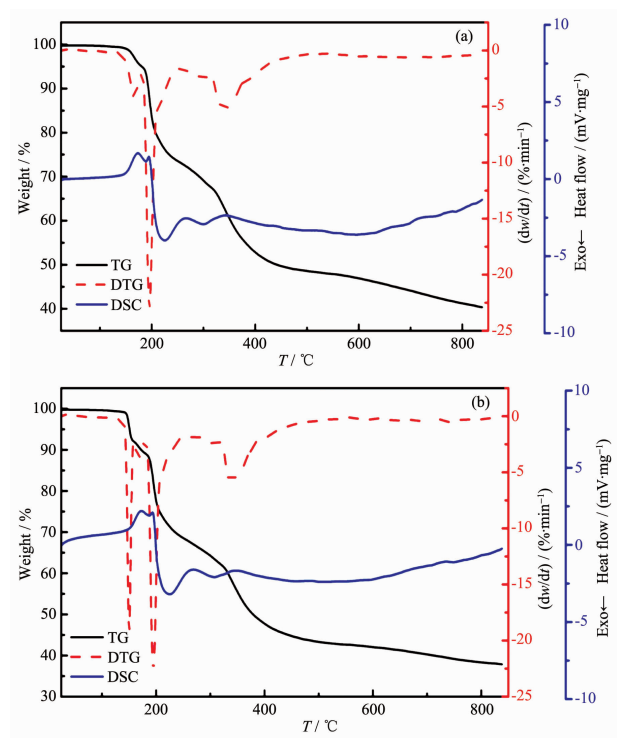 (a)
100
90
80
70
60
50
40
Weight / %
TG
DTG
DSC
200
400
600
800
T / ℃
0
-5
-10
-15
-20
-25
(dw/dt) / (%·min⁻¹)
10
5
0
-5
-10
Exo← Heat flow / (mV·mg⁻¹)
(b)
100
90
80
70
60
50
40
30
Weight / %
TG
DTG
DSC
200
400
600
800
T / ℃
0
-5
-10
-15
-20
-25
(dw/dt) / (%·min⁻¹)
10
5
0
-5
-10
Exo← Heat flow / (mV·mg⁻¹)